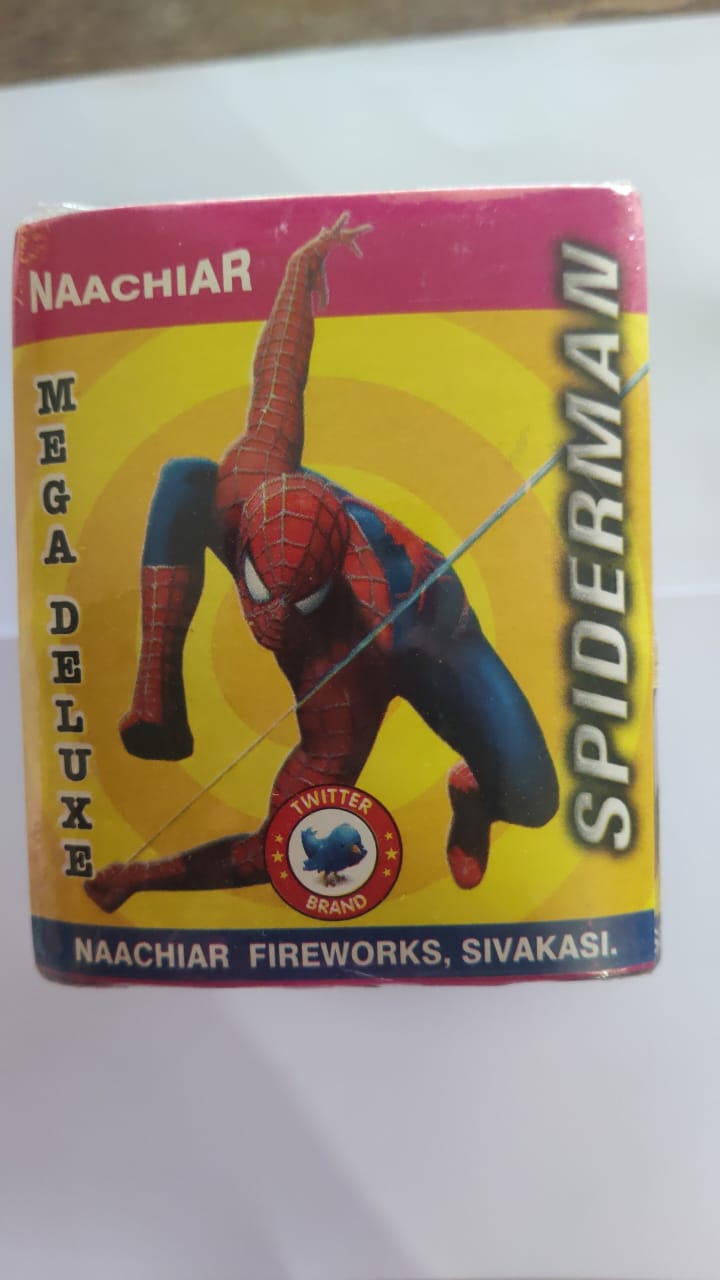 NAACHIAR
MEGA DELUXE
SPIDERMAN
TWITTER
BRAND
NAACHIAR FIREWORKS, SIVAKASI.